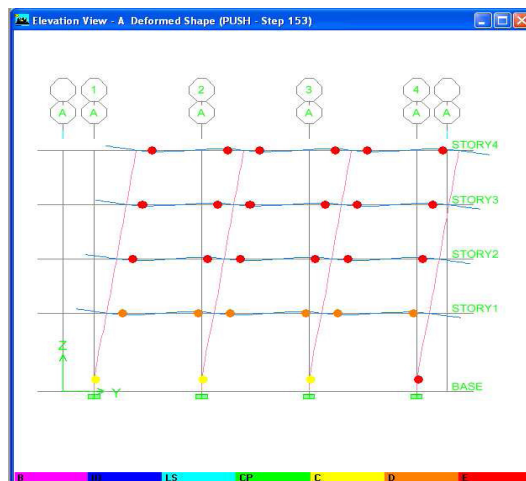 Elevation View - A Deformed Shape (PUSH - Step 153)
1 2 3 4
A A A A A A
STORY4
STORY3
STORY2
STORY1
Z
Y
BASE
B IO LS CP C D E